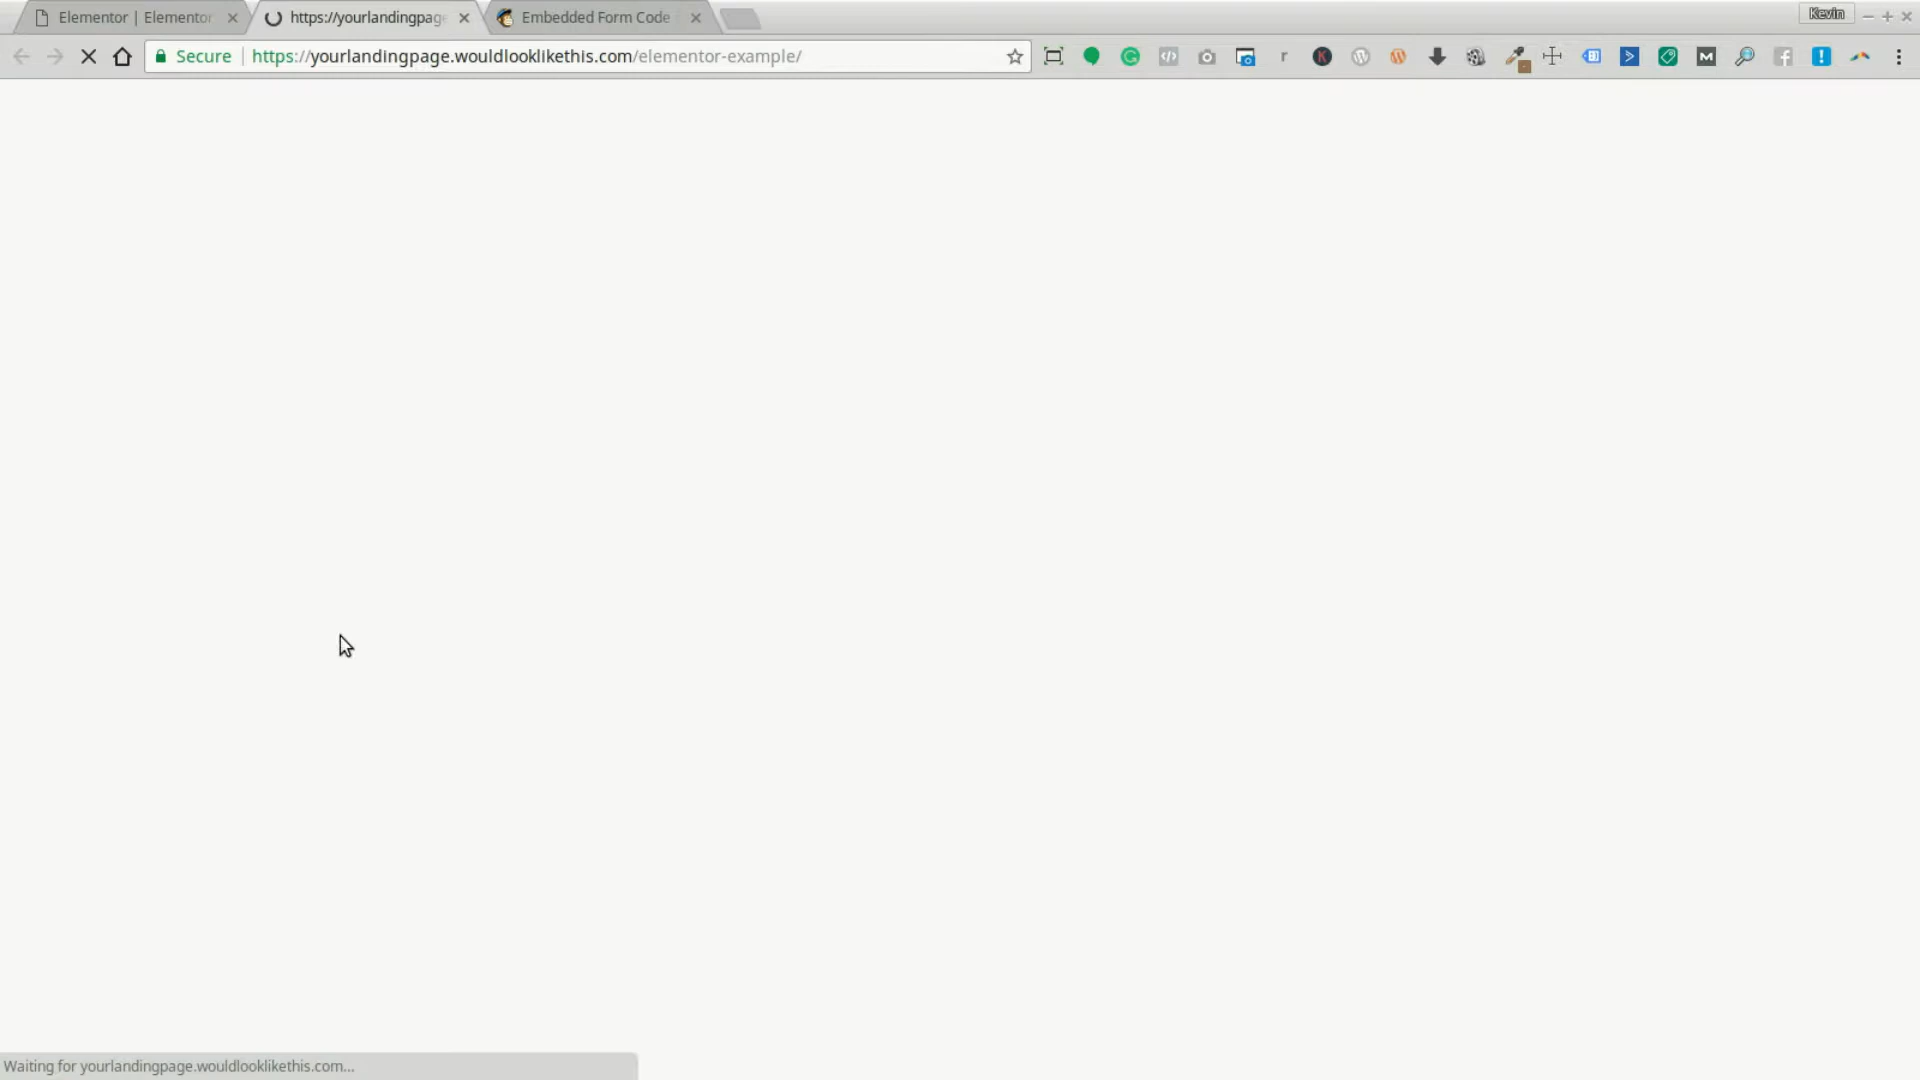 Elementor | Elementor
https://yourlandingpag
Embedded Form Code
Kevin
Secure
https://yourlandingpage.wouldlooklikethis.com/elementor-example/
Waiting for yourlandingpage.wouldlooklikethis.com...